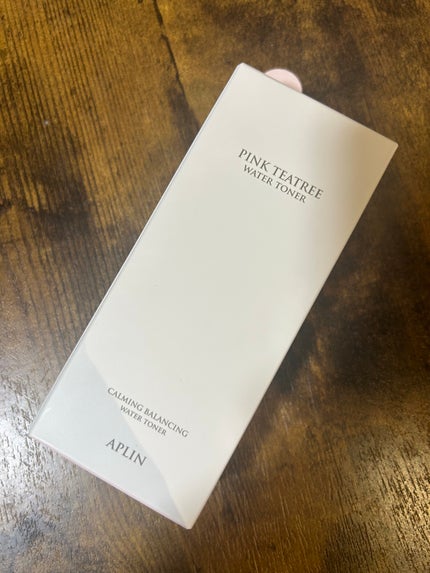 PINK TEATREE
WATER TONER
CALMING BALANCING
WATER TONER
APLIN